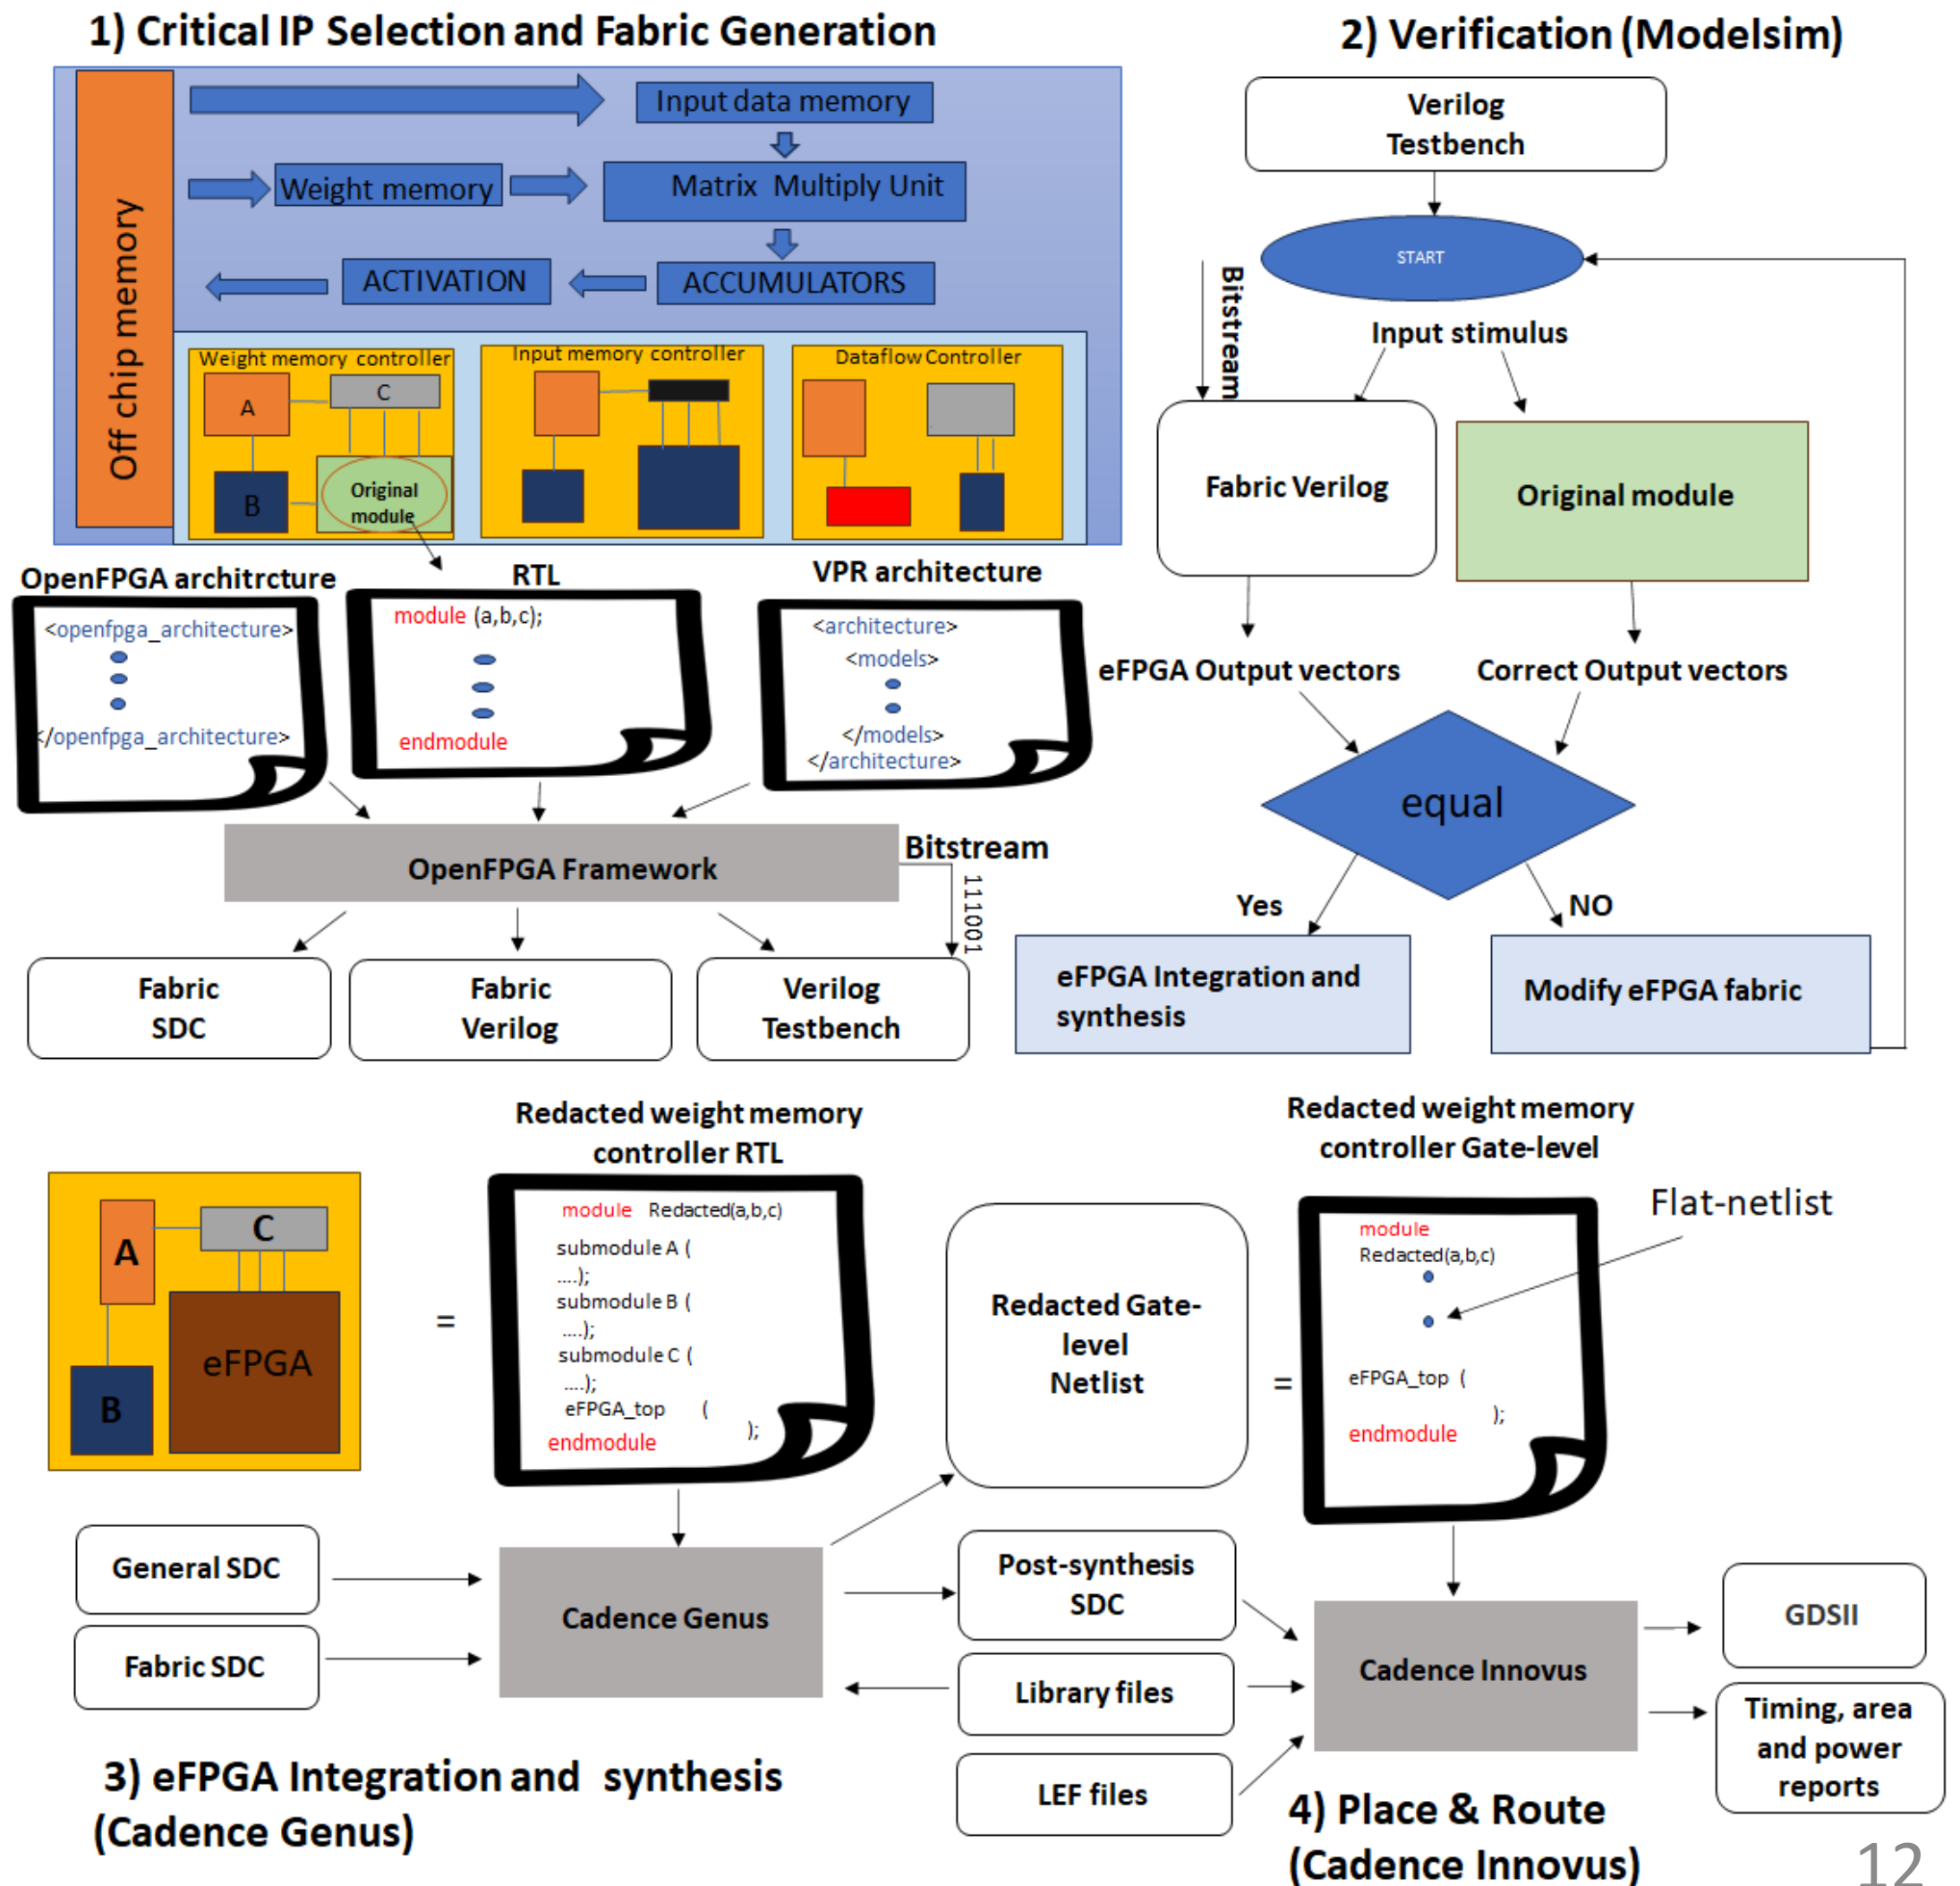 1) Critical IP Selection and Fabric Generation
Off chip memory
Input data memory
Weight memory
Matrix Multiply Unit
ACTIVATION
ACCUMULATORS
Weight memory controller
A
C
B
Original
module
Input memory controller
Dataflow Controller
OpenFPGA architrcture
<openfpga_architecture>
</openfpga_architecture>
RTL
module (a,b,c);
endmodule
VPR architecture
<architecture>
<models>
</models>
</architecture>
OpenFPGA Framework
Bitstream
111001
Fabric
SDC
Fabric
Verilog
Verilog
Testbench
2) Verification (Modelsim)
Verilog
Testbench
START
Bitstream
Input stimulus
Fabric Verilog
Original module
eFPGA Output vectors
Correct Output vectors
equal
Yes
NO
eFPGA Integration and
synthesis
Modify eFPGA fabric
A
C
B
eFPGA
=
Redacted weight memory
controller RTL
module Redacted(a,b,c)
submodule A (
....);
submodule B (
....);
submodule C (
....);
eFPGA_top (
);
endmodule
General SDC
Fabric SDC
Cadence Genus
3) eFPGA Integration and synthesis
(Cadence Genus)
Redacted Gate-
level
Netlist
=
Redacted weight memory
controller Gate-level
module
Redacted(a,b,c)
eFPGA_top (
);
endmodule
Flat-netlist
Post-synthesis
SDC
Library files
LEF files
Cadence Innovus
GDSII
Timing, area
and power
reports
4) Place & Route
(Cadence Innovus)
12